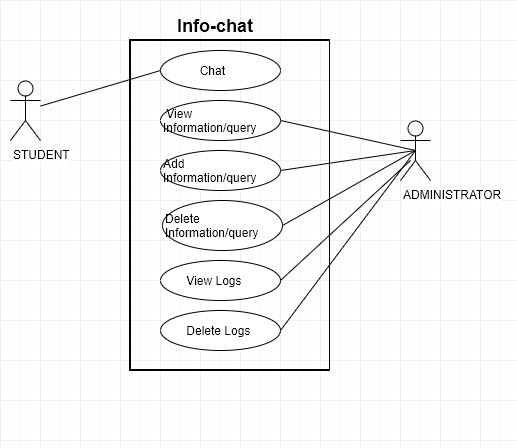 Info-chat
Chat
View
Information/query
Add
Information/query
Delete
Information/query
View Logs
Delete Logs
STUDENT
ADMINISTRATOR